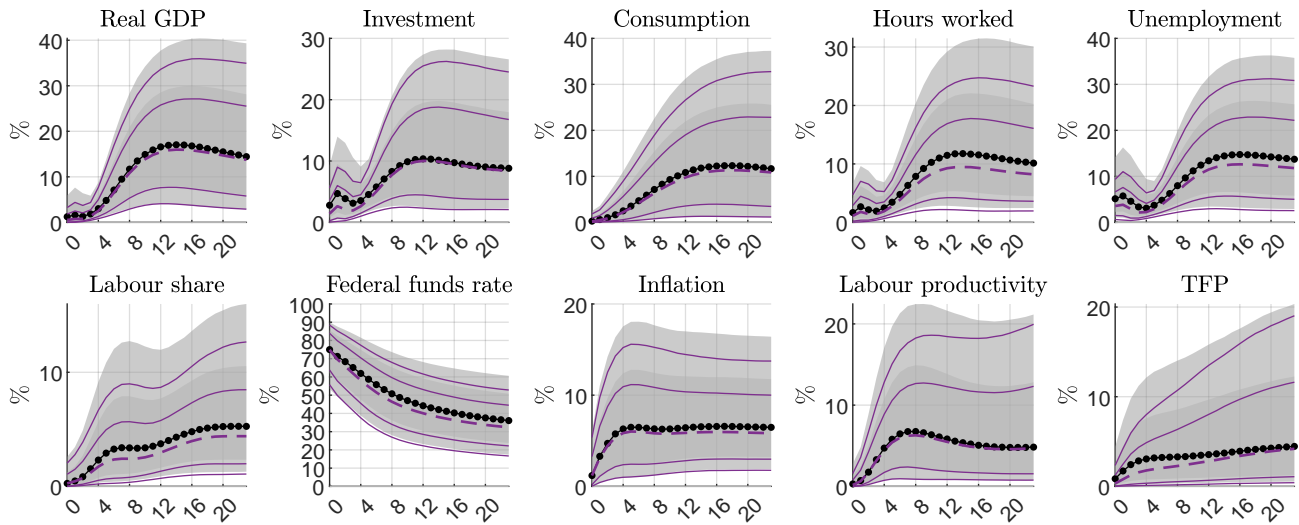 Real GDP
Investment
Consumption
Hours worked
Unemployment
%
40
30
20
10
0
0 4 8 12 16 20
%
30
20
10
0
0 4 8 12 16 20
%
40
30
20
10
0
0 4 8 12 16 20
%
30
20
10
0
0 4 8 12 16 20
%
40
30
20
10
0
0 4 8 12 16 20
Labour share
Federal funds rate
Inflation
Labour productivity
TFP
%
10
0
0 4 8 12 16 20
%
100
90
80
70
60
50
40
30
20
10
0
0 4 8 12 16 20
%
20
10
0
0 4 8 12 16 20
%
20
10
0
0 4 8 12 16 20
%
20
10
0
0 4 8 12 16 20